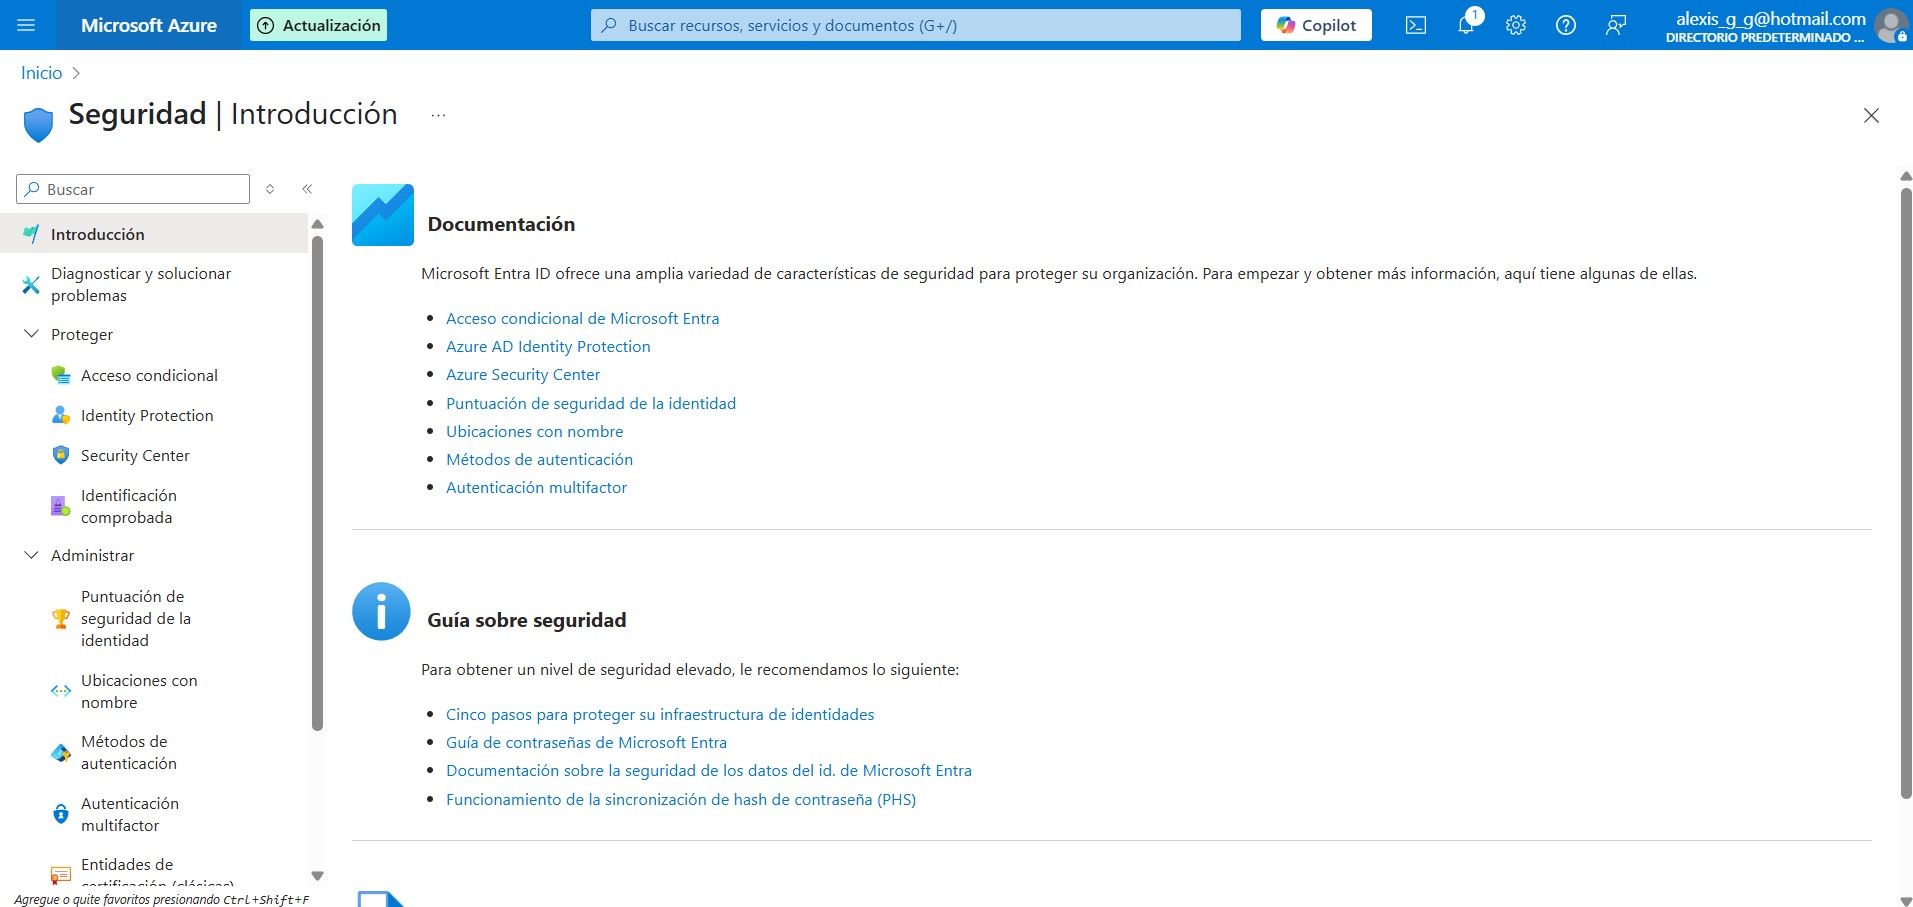 Microsoft Azure
Actualización
Buscar recursos, servicios y documentos (G+/)
Copilot
1
alexis_g_g@hotmail.com
DIRECTORIO PREDETERMINADO ...
Inicio
Seguridad | Introducción
...
Buscar
Introducción
Diagnosticar y solucionar
problemas
Proteger
Acceso condicional
Identity Protection
Security Center
Identificación
comprobada
Administrar
Puntuación de
seguridad de la
identidad
Ubicaciones con
nombre
Métodos de
autenticación
Autenticación
multifactor
Entidades de
certificación (clásicas)
Agregue o quite favoritos presionando Ctrl+Shift+F
Documentación
Microsoft Entra ID ofrece una amplia variedad de características de seguridad para proteger su organización. Para empezar y obtener más información, aquí tiene algunas de ellas.
Acceso condicional de Microsoft Entra
Azure AD Identity Protection
Azure Security Center
Puntuación de seguridad de la identidad
Ubicaciones con nombre
Métodos de autenticación
Autenticación multifactor
Guía sobre seguridad
Para obtener un nivel de seguridad elevado, le recomendamos lo siguiente:
Cinco pasos para proteger su infraestructura de identidades
Guía de contraseñas de Microsoft Entra
Documentación sobre la seguridad de los datos del id. de Microsoft Entra
Funcionamiento de la sincronización de hash de contraseña (PHS)